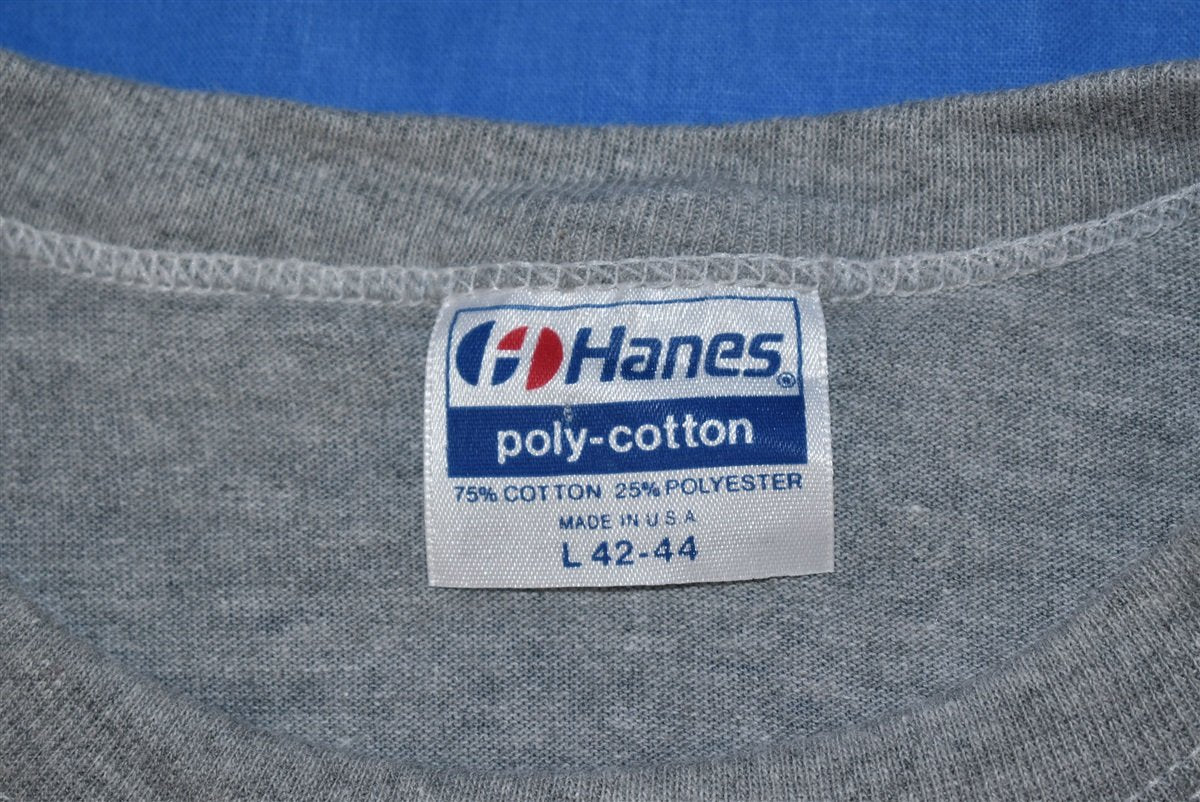 Hanes®
poly-cotton
75% COTTON 25% POLYESTER
MADE IN U.S.A
L 42-44